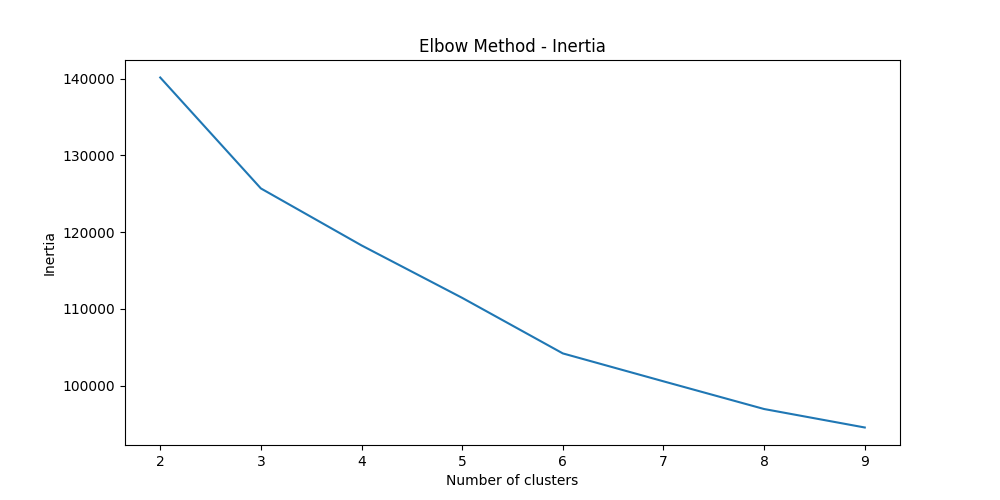 Elbow Method - Inertia
140000
130000
120000
110000
100000
Inertia
2 3 4 5 6 7 8 9
Number of clusters